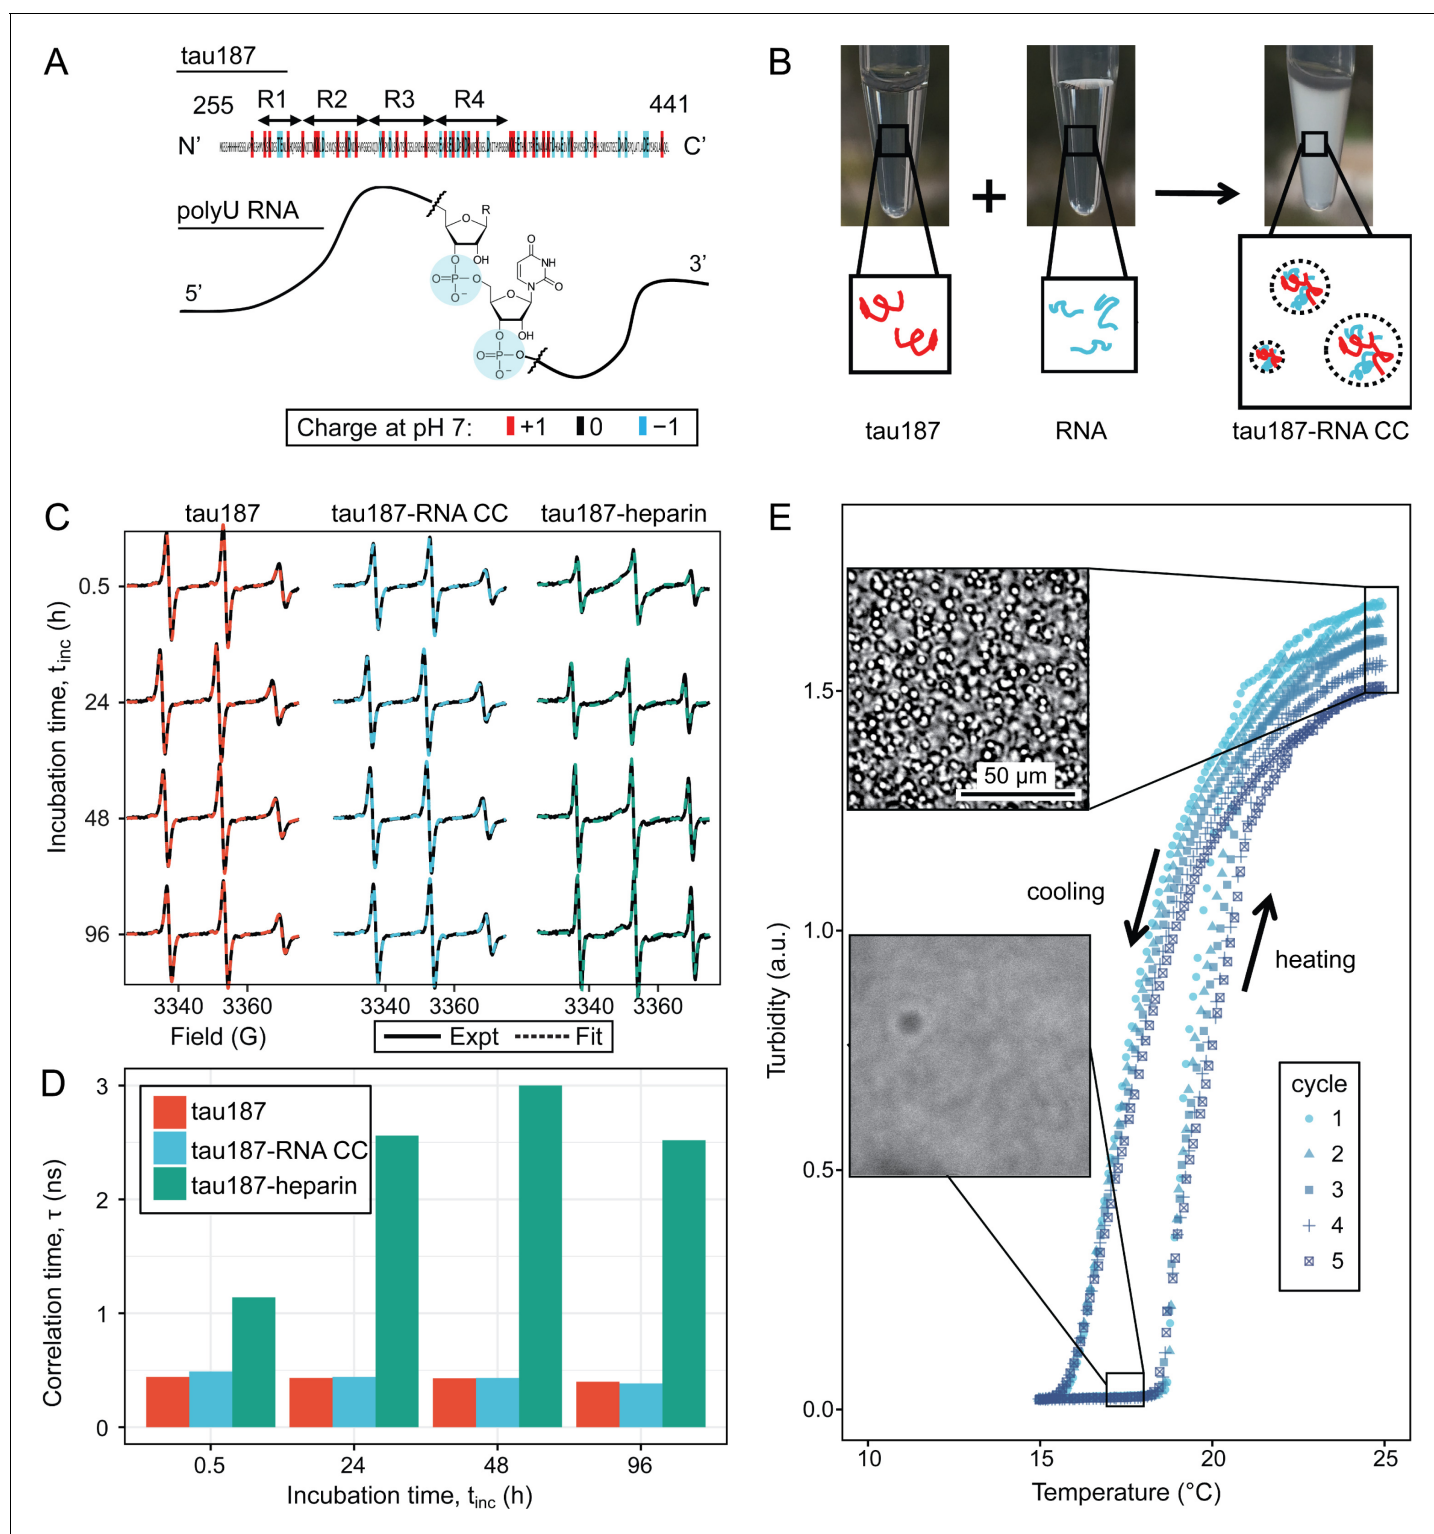 A
tau187
255
R1
R2
R3
R4
441
N’
C’
polyU RNA
5’
3’
R
O
OH
O
O
NH
O=P—O
O
N
O
O⁻
O
O
OH
O=P—O
O⁻
Charge at pH 7: +1 0 −1
B
+
tau187
RNA
tau187-RNA CC
C
tau187
tau187-RNA CC
tau187-heparin
Incubation time, tinc (h)
0.5
24
48
96
3340 3360
3340 3360
3340 3360
Field (G)
Expt
Fit
D
Correlation time, τ (ns)
3
2
1
0
tau187
tau187-RNA CC
tau187-heparin
0.5
24
48
96
Incubation time, tinc (h)
E
Turbidity (a.u.)
1.5
1.0
0.5
0.0
50 µm
cooling
heating
cycle
1
2
3
4
5
10
15
20
25
Temperature (°C)